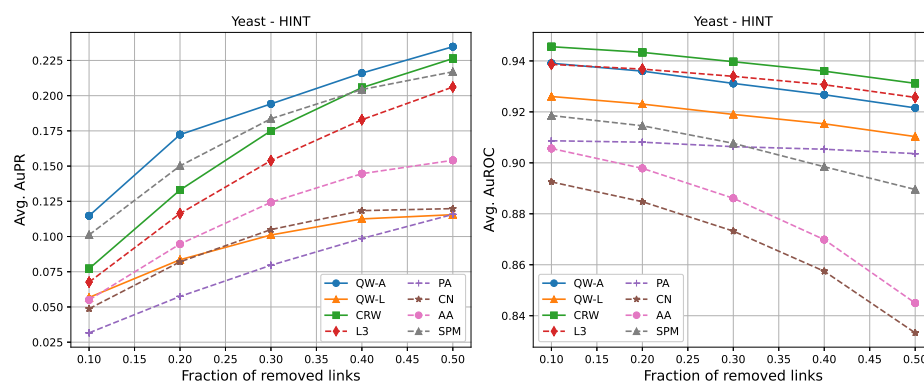 Yeast - HINT
Avg. AuPR
0.225
0.200
0.175
0.150
0.125
0.100
0.075
0.050
0.025
QW-A
QW-L
CRW
L3
PA
CN
AA
SPM
0.10 0.15 0.20 0.25 0.30 0.35 0.40 0.45 0.50
Fraction of removed links
Yeast - HINT
Avg. AuROC
0.94
0.92
0.90
0.88
0.86
0.84
QW-A
QW-L
CRW
L3
PA
CN
AA
SPM
0.10 0.15 0.20 0.25 0.30 0.35 0.40 0.45 0.50
Fraction of removed links